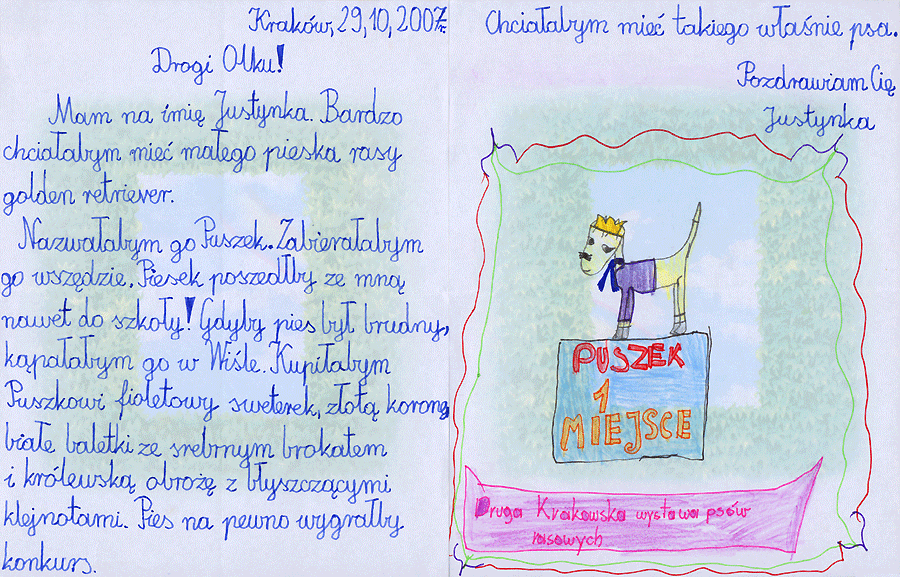 Kraków, 29,10,2007r.
Drogi Olku!
Mam na imię Justynka. Bardzo
chciałabym mieć małego pieska rasy
golden retriever.
Nazwałabym go Puszek. Zabierałabym
go wszędzie. Piesek poszedłby ze mną
nawet do szkoły! Gdyby pies był brudny,
kąpałabym go w Wiśle. Kupiłabym
Puszkowi fioletowy sweterek, złotą koronę,
białe baletki ze srebrnym brokatem
i królewską obrożę z błyszczącymi
klejnotami. Pies na pewno wygrałby
konkurs.
Chciałabym mieć takiego właśnie psa.
Pozdrawiam Cię
Justynka
PUSZEK
1
MIEJSCE
Druga Krakowska wystawa psów
rasowych